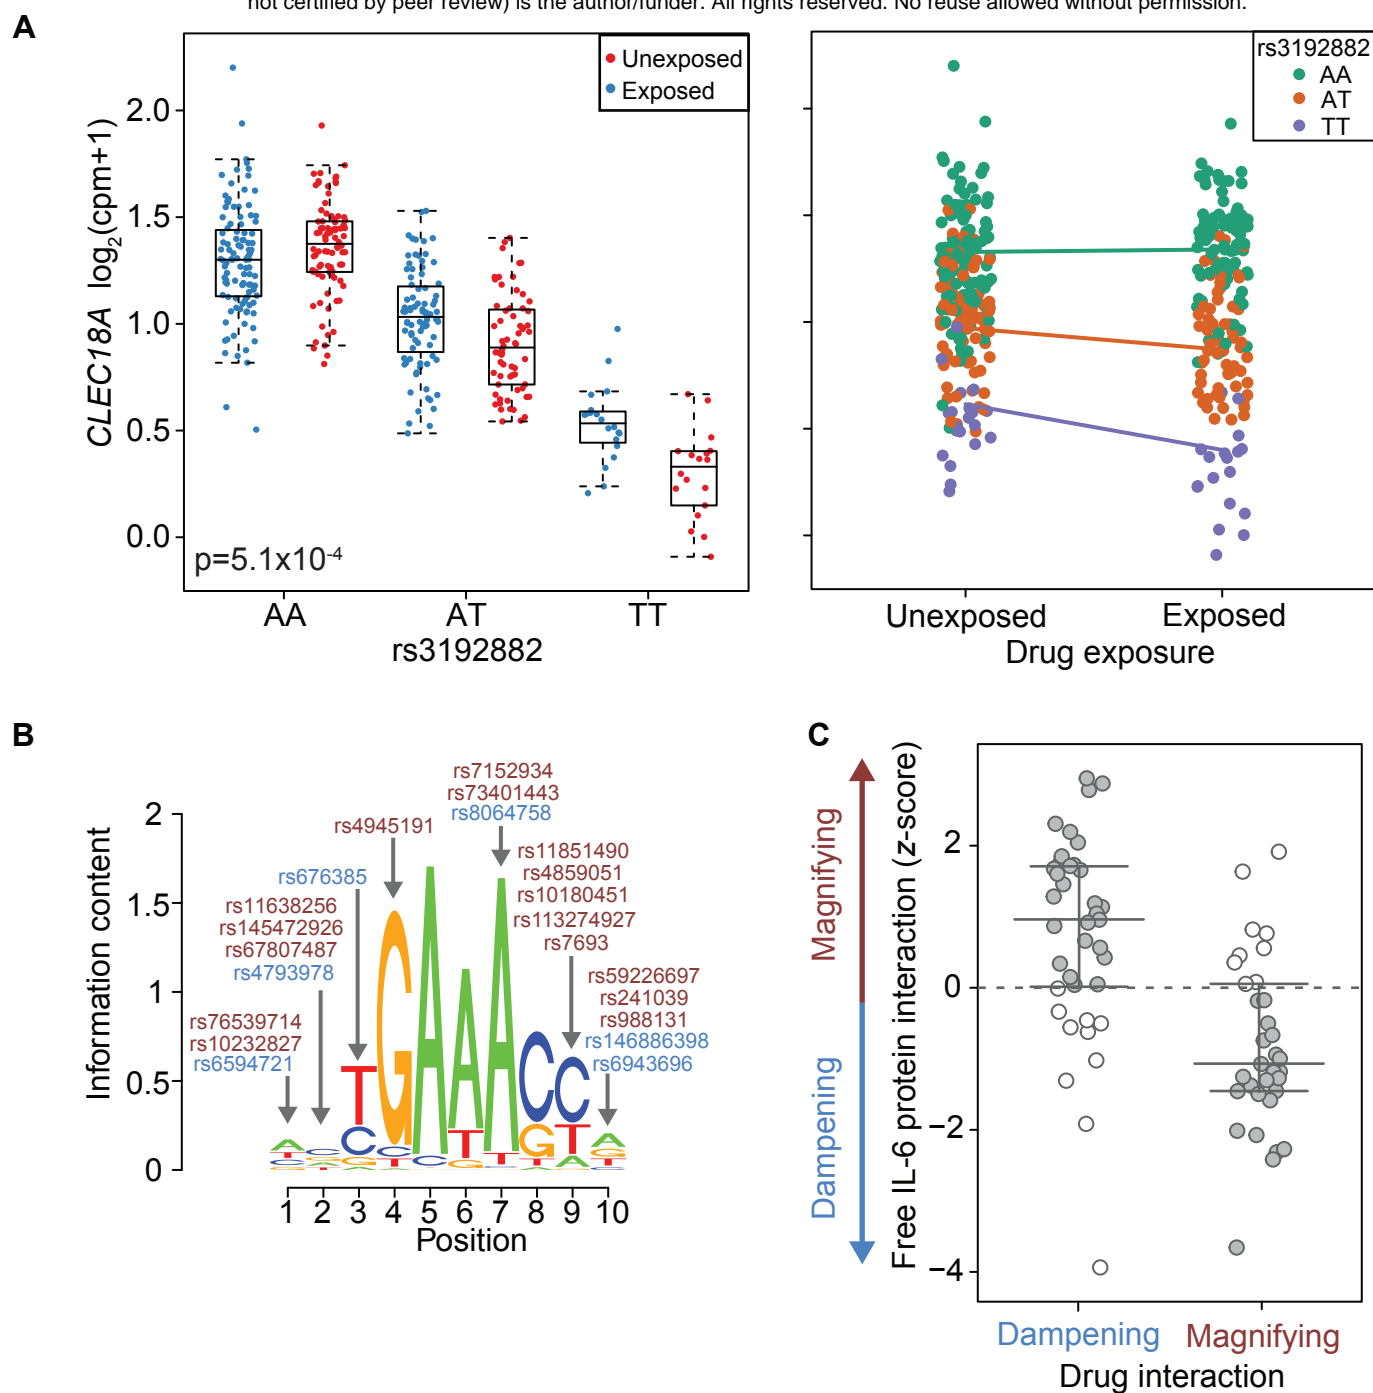 not certified by peer review) is the author/funder. All rights reserved. No reuse allowed without permission.
A
CLEC18A log2(cpm+1)
2.0
1.5
1.0
0.5
0.0
Unexposed
Exposed
p=5.1x10-4
AA
AT
TT
rs3192882
rs3192882
AA
AT
TT
Unexposed
Exposed
Drug exposure
B
Information content
2
1.5
1
0.5
0
rs7152934
rs73401443
rs8064758
rs4945191
rs11851490
rs4859051
rs10180451
rs113274927
rs7693
rs676385
rs11638256
rs145472926
rs67807487
rs4793978
rs59226697
rs241039
rs988131
rs146886398
rs6943696
rs76539714
rs10232827
rs6594721
T G A A A C C
1 2 3 4 5 6 7 8 9 10
Position
C
Magnifying
Dampening
Free IL-6 protein interaction (z-score)
2
0
−2
−4
Dampening
Magnifying
Drug interaction